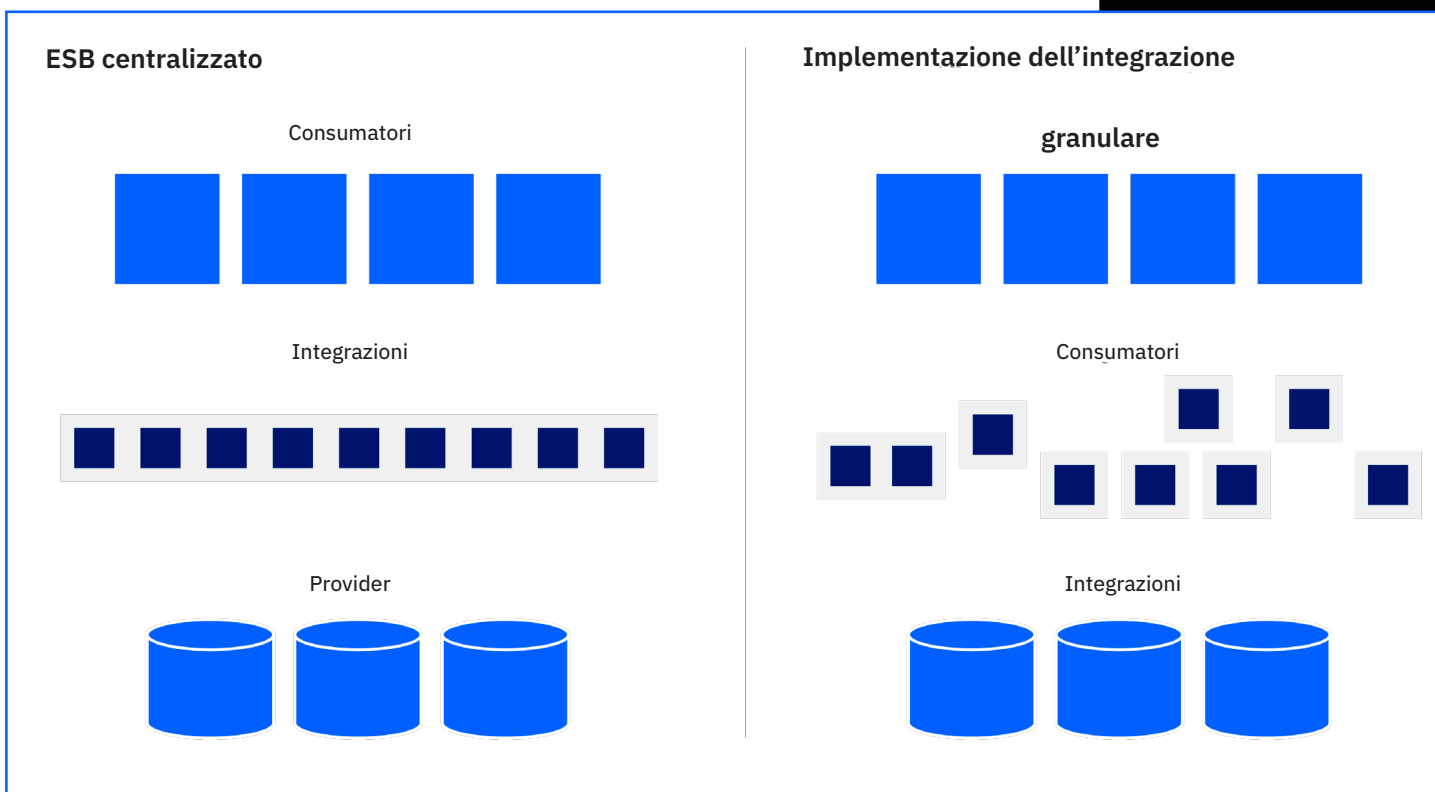 ESB centralizzato
Consumatori
Integrazioni
Provider
Implementazione dell’integrazione
granulare
Consumatori
Integrazioni